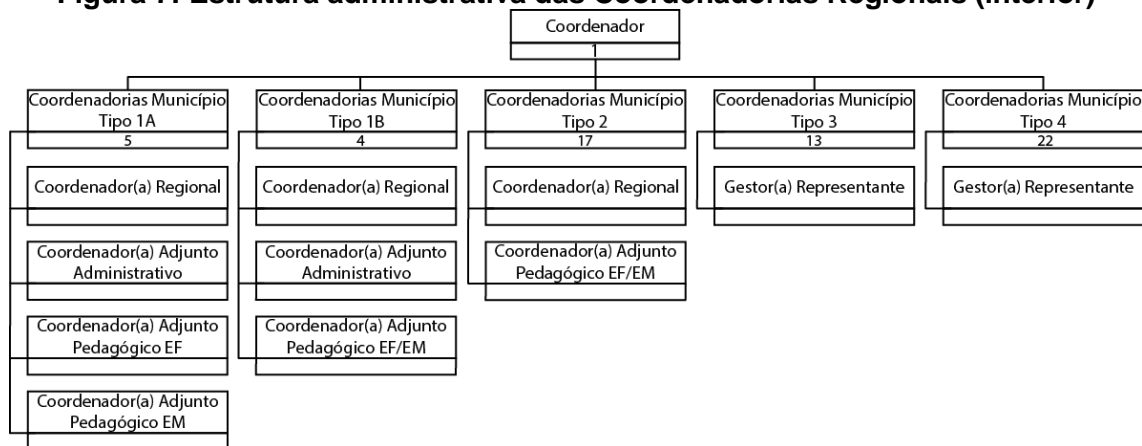 Figura 7: Estrutura administrativa das Coordenadorias Regionais (interior)
Coordenador
1
Coordenadorias Município
Tipo 1A
5
Coordenador(a) Regional
Coordenador(a) Adjunto
Administrativo
Coordenador(a) Adjunto
Pedagógico EF
Coordenador(a) Adjunto
Pedagógico EM
Coordenadorias Município
Tipo 1B
4
Coordenador(a) Regional
Coordenador(a) Adjunto
Administrativo
Coordenador(a) Adjunto
Pedagógico EF/EM
Coordenadorias Município
Tipo 2
17
Coordenador(a) Regional
Coordenador(a) Adjunto
Pedagógico EF/EM
Coordenadorias Município
Tipo 3
13
Gestor(a) Representante
Coordenadorias Município
Tipo 4
22
Gestor(a) Representante